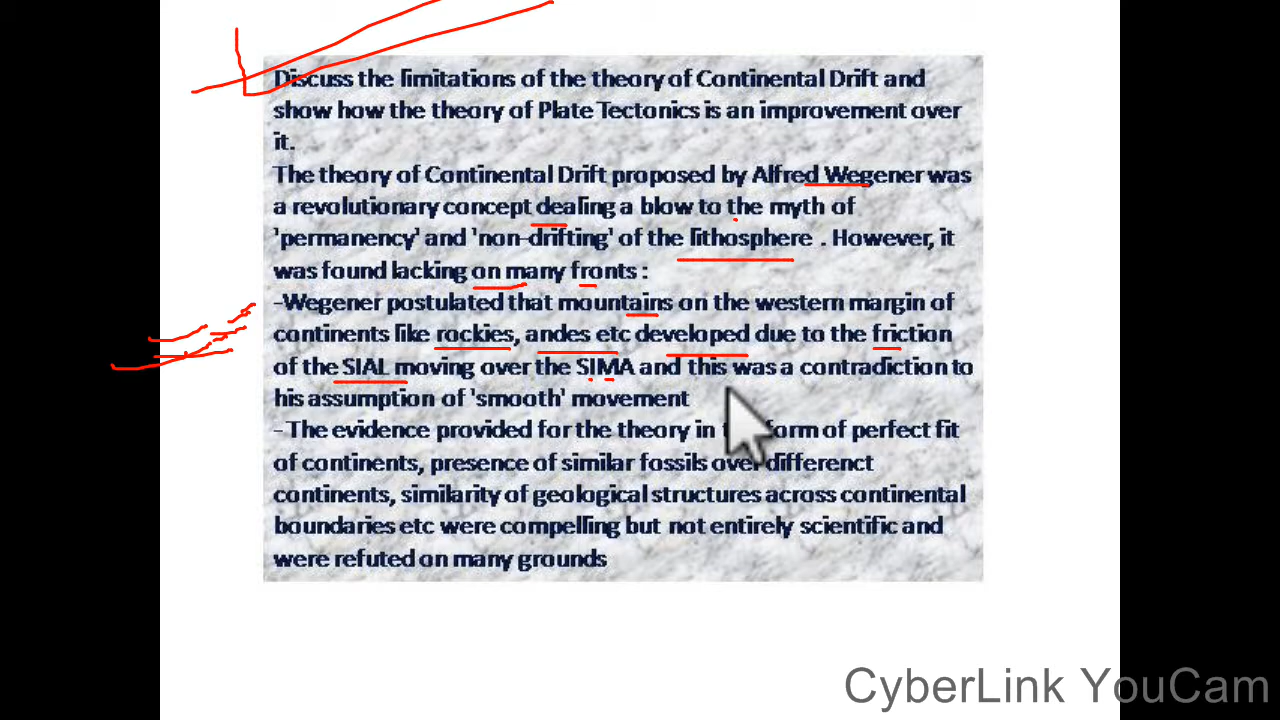 Discuss the limitations of the theory of Continental Drift and
show how the theory of Plate Tectonics is an improvement over
it.
The theory of Continental Drift proposed by Alfred Wegener was
a revolutionary concept dealing a blow to the myth of
'permanency' and 'non-drifting' of the lithosphere . However, it
was found lacking on many fronts :
-Wegener postulated that mountains on the western margin of
continents like rockies, andes etc developed due to the friction
of the SIAL moving over the SIMA and this was a contradiction to
his assumption of 'smooth' movement
-The evidence provided for the theory in form of perfect fit
of continents, presence of similar fossils over differenct
continents, similarity of geological structures across continental
boundaries etc were compelling but not entirely scientific and
were refuted on many grounds
CyberLink YouCam